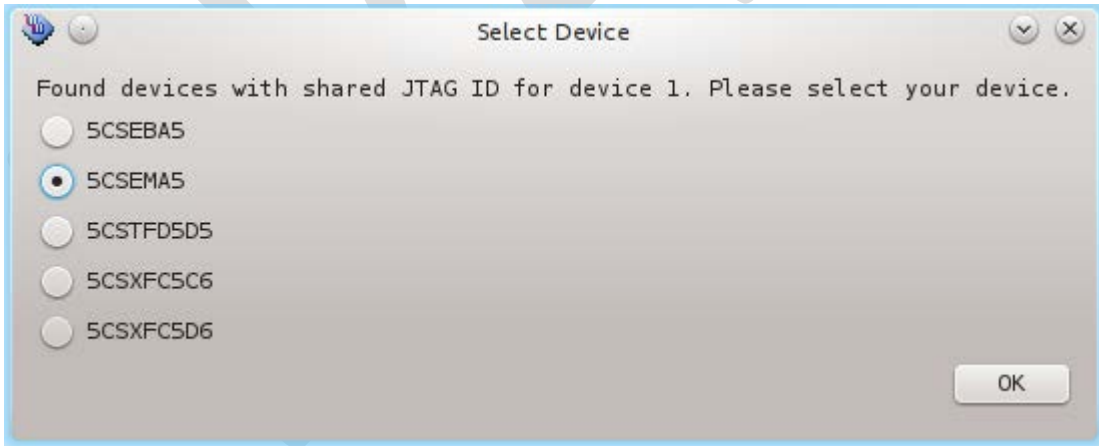 Select Device
Found devices with shared JTAG ID for device 1. Please select your device.
5CSEBA5
5CSEMA5
5CSTFD5D5
5CSXFC5C6
5CSXFC5D6
OK